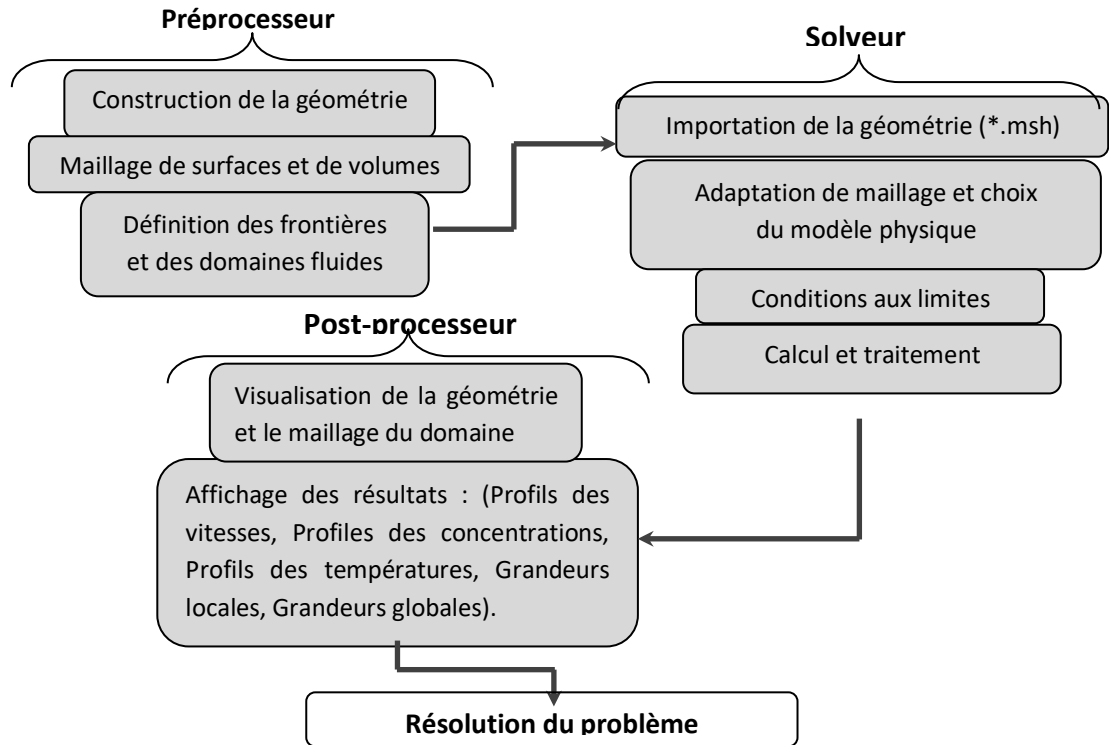 Préprocesseur
Construction de la géométrie
Maillage de surfaces et de volumes
Définition des frontières
et des domaines fluides
Solveur
Importation de la géométrie (*.msh)
Adaptation de maillage et choix
du modèle physique
Conditions aux limites
Calcul et traitement
Post-processeur
Visualisation de la géométrie
et le maillage du domaine
Affichage des résultats : (Profils des
vitesses, Profiles des concentrations,
Profils des températures, Grandeurs
locales, Grandeurs globales).
Résolution du problème